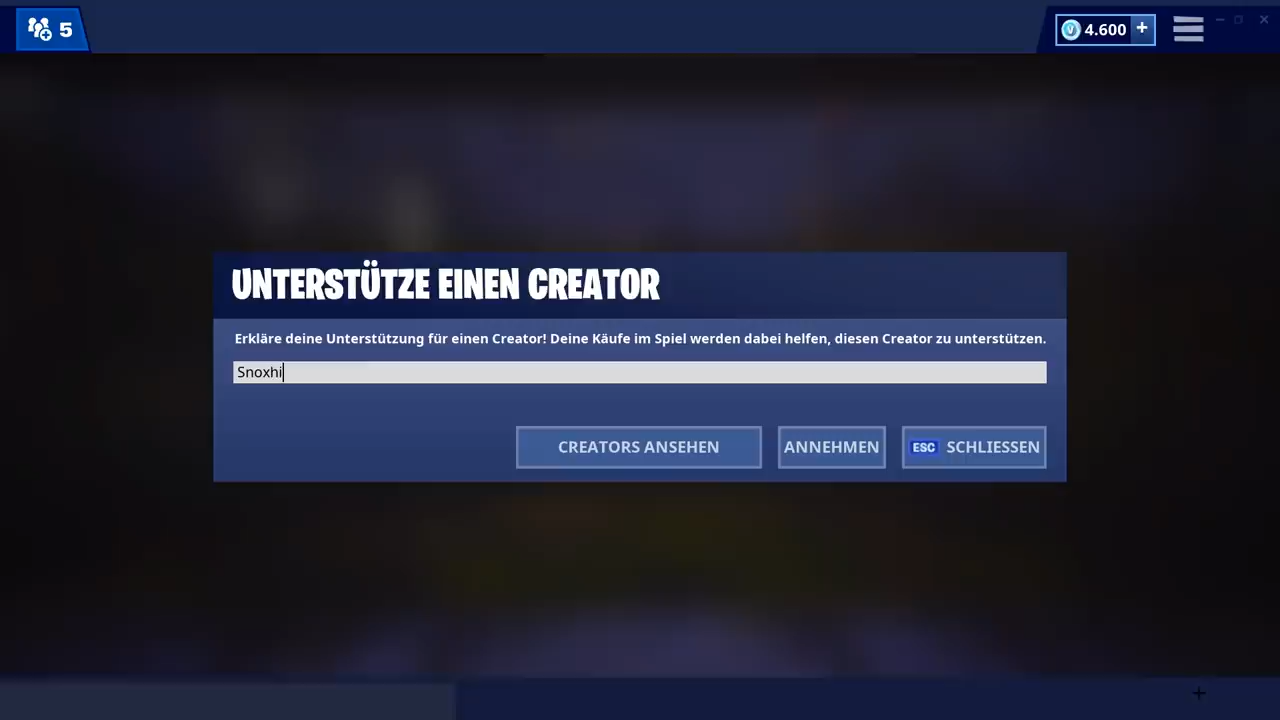 5
4.600 +
UNTERSTÜTZE EINEN CREATOR
Erkläre deine Unterstützung für einen Creator! Deine Käufe im Spiel werden dabei helfen, diesen Creator zu unterstützen.
Snoxhi
CREATORS ANSEHEN ANNEHMEN ESC SCHLIESSEN